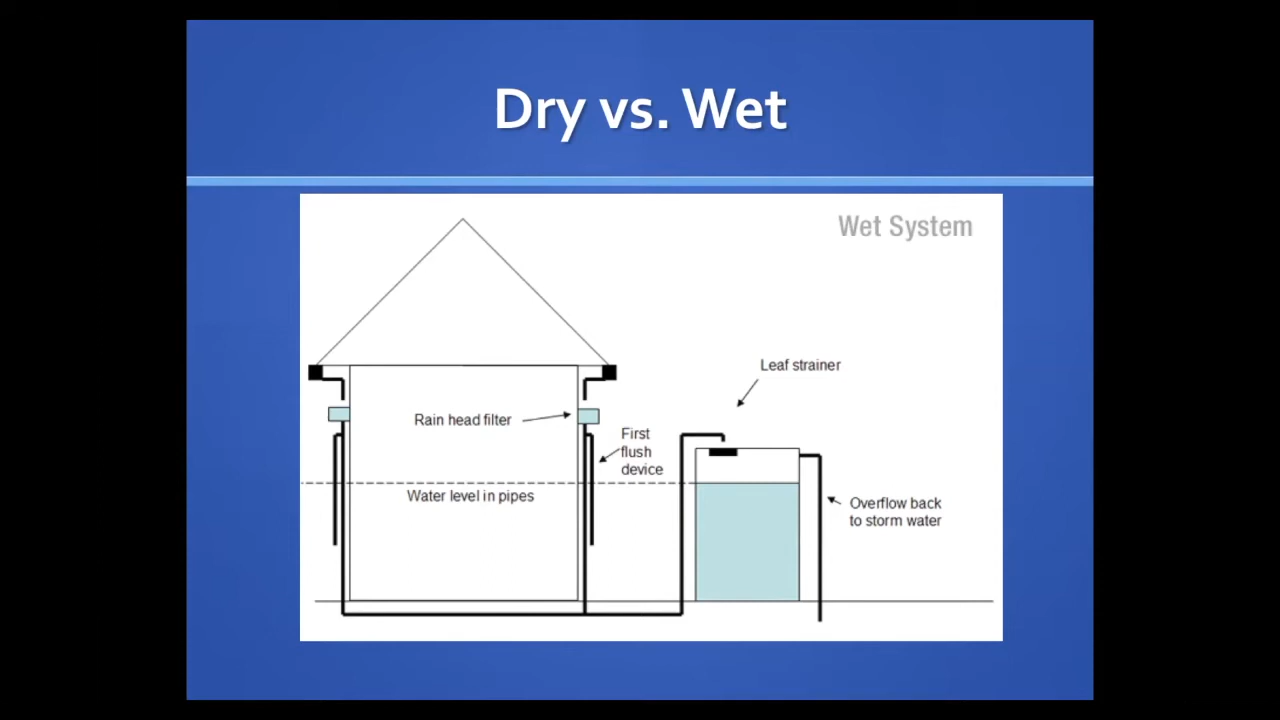 Dry vs. Wet
Wet System
Leaf strainer
Rain head filter
First
flush
device
Water level in pipes
Overflow back
to storm water